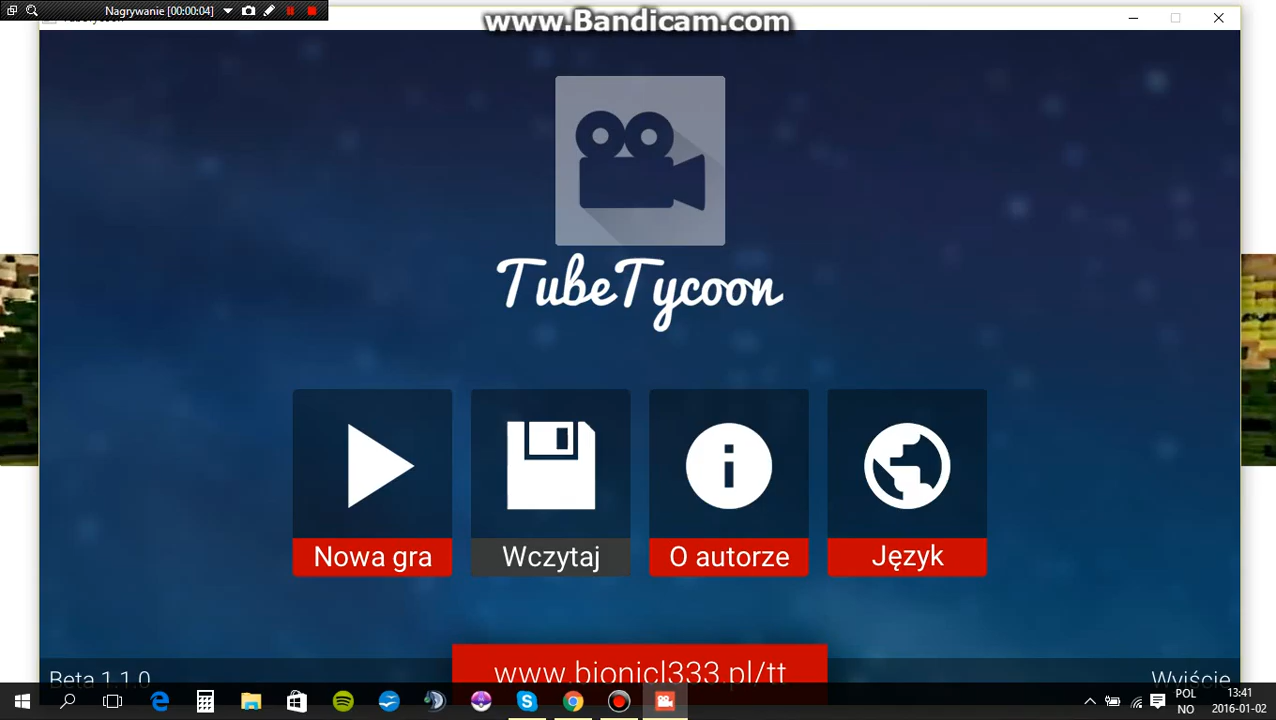 Nagrywanie [00:00:04]
www.Bandicam.com
TubeTycoon
Nowa gra
Wczytaj
O autorze
Język
www.bionicl333.pl/tt
Beta 1.1.0
Wyjście
POL
NO
13:41
2016-01-02